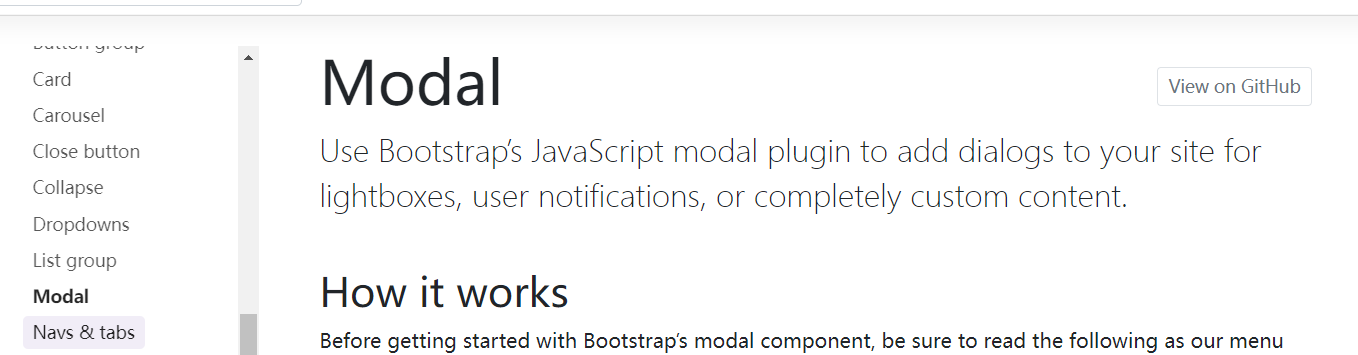 Button group
Card
Carousel
Close button
Collapse
Dropdowns
List group
Modal
Navs & tabs
Modal
View on GitHub
Use Bootstrap’s JavaScript modal plugin to add dialogs to your site for
lightboxes, user notifications, or completely custom content.
How it works
Before getting started with Bootstrap’s modal component, be sure to read the following as our menu